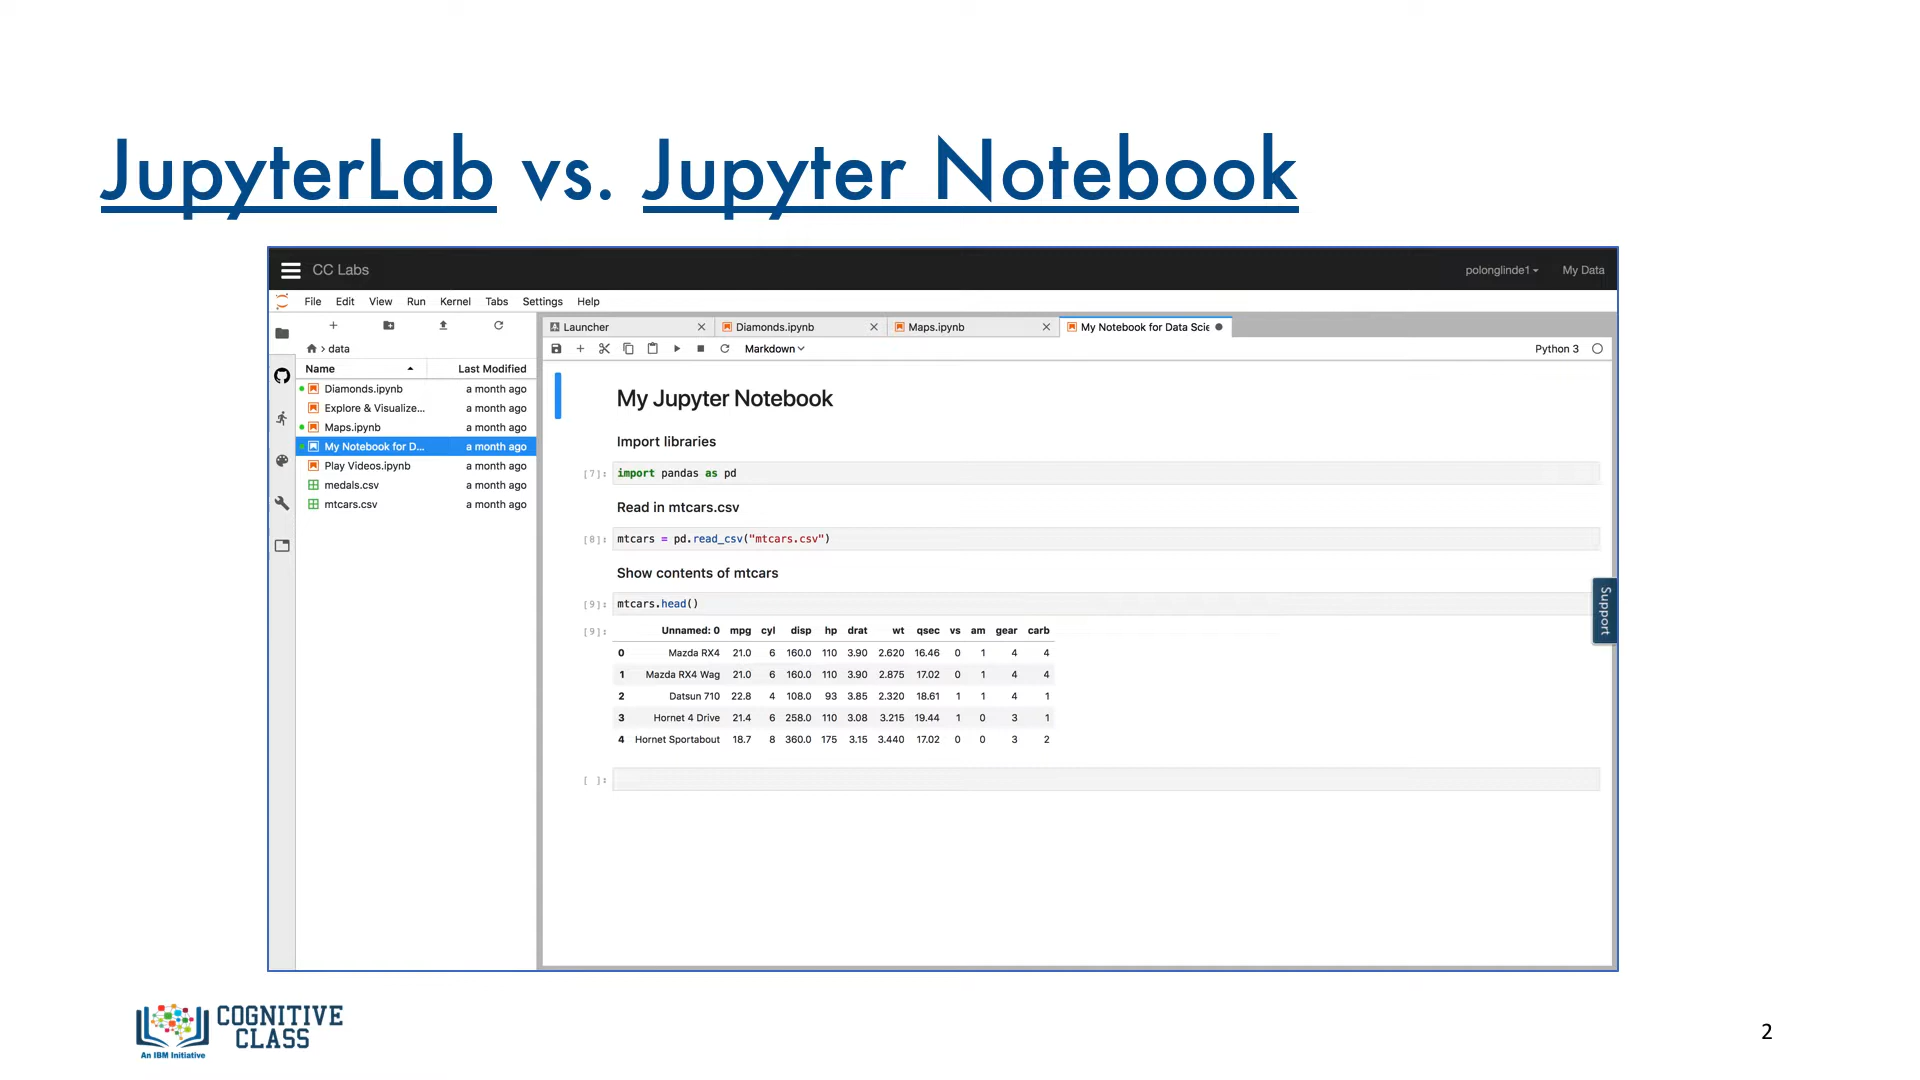 JupyterLab vs. Jupyter Notebook
CC Labs polonglinde1 My Data
File Edit View Run Kernel Tabs Settings Help
Launcher Diamonds.ipynb Maps.ipynb My Notebook for Data Scie
> data
Markdown Python 3
Name Last Modified
Diamonds.ipynb a month ago
Explore & Visualize... a month ago
Maps.ipynb a month ago
My Notebook for D... a month ago
Play Videos.ipynb a month ago
medals.csv a month ago
mtcars.csv a month ago
My Jupyter Notebook
Import libraries
[7]: import pandas as pd
Read in mtcars.csv
[8]: mtcars = pd.read_csv("mtcars.csv")
Show contents of mtcars
[9]: mtcars.head()
[9]: Unnamed: 0 mpg cyl disp hp drat wt qsec vs am gear carb
0 Mazda RX4 21.0 6 160.0 110 3.90 2.620 16.46 0 1 4 4
1 Mazda RX4 Wag 21.0 6 160.0 110 3.90 2.875 17.02 0 1 4 4
2 Datsun 710 22.8 4 108.0 93 3.85 2.320 18.61 1 1 4 1
3 Hornet 4 Drive 21.4 6 258.0 110 3.08 3.215 19.44 1 0 3 1
4 Hornet Sportabout 18.7 8 360.0 175 3.15 3.440 17.02 0 0 3 2
[ ]:
Support
COGNITIVE
CLASS
An IBM Initiative
2